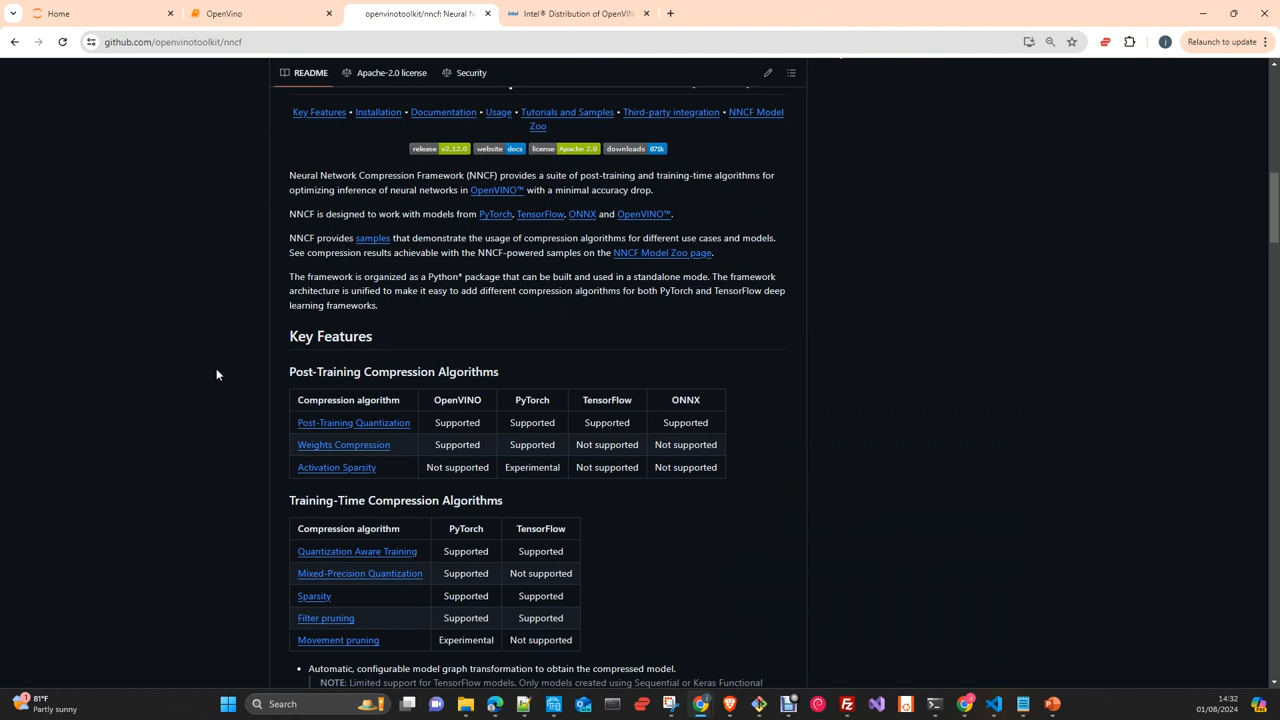 Home
OpenVino
openvinotoolkit/nncf: Neural N
Intel® Distribution of OpenVIN
github.com/openvinotoolkit/nncf
Relaunch to update
README
Apache-2.0 license
Security
Key Features • Installation • Documentation • Usage • Tutorials and Samples • Third-party integration • NNCF Model
Zoo
release v2.12.0 website docs license Apache 2.0 downloads 871k
Neural Network Compression Framework (NNCF) provides a suite of post-training and training-time algorithms for
optimizing inference of neural networks in OpenVINO™ with a minimal accuracy drop.
NNCF is designed to work with models from PyTorch, TensorFlow, ONNX and OpenVINO™.
NNCF provides samples that demonstrate the usage of compression algorithms for different use cases and models.
See compression results achievable with the NNCF-powered samples on the NNCF Model Zoo page.
The framework is organized as a Python* package that can be built and used in a standalone mode. The framework
architecture is unified to make it easy to add different compression algorithms for both PyTorch and TensorFlow deep
learning frameworks.
Key Features
Post-Training Compression Algorithms
Compression algorithm OpenVINO PyTorch TensorFlow ONNX
Post-Training Quantization Supported Supported Supported Supported
Weights Compression Supported Supported Not supported Not supported
Activation Sparsity Not supported Experimental Not supported Not supported
Training-Time Compression Algorithms
Compression algorithm PyTorch TensorFlow
Quantization Aware Training Supported Supported
Mixed-Precision Quantization Supported Not supported
Sparsity Supported Supported
Filter pruning Supported Supported
Movement pruning Experimental Not supported
• Automatic, configurable model graph transformation to obtain the compressed model.
NOTE: Limited support for TensorFlow models. Only models created using Sequential or Keras Functional
81°F
Partly sunny
Search
14:32
01/08/2024